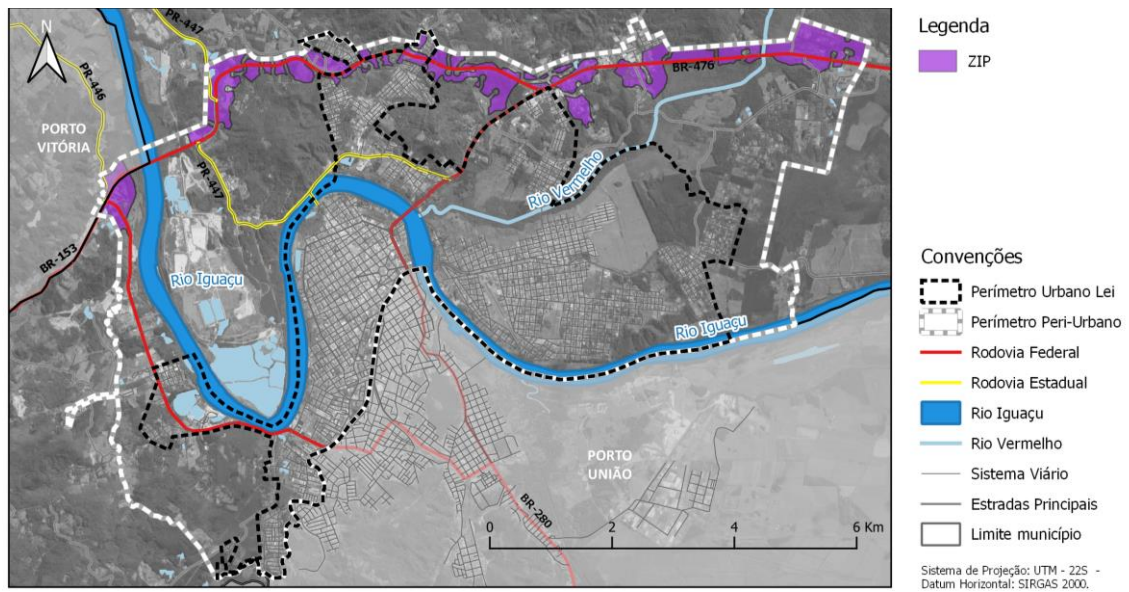 N
PR-447
PR-446
PORTO
VITÓRIA
BR-476
PR-447
Rio Vermelho
BR-153
Rio Iguaçu
Rio Iguaçu
PORTO
UNIÃO
BR-280
0 2 4 6 Km
Legenda
ZIP
Convenções
Perímetro Urbano Lei
Perímetro Peri-Urbano
Rodovia Federal
Rodovia Estadual
Rio Iguaçu
Rio Vermelho
Sistema Viário
Estradas Principais
Limite município
Sistema de Projeção: UTM - 22S -
Datum Horizontal: SIRGAS 2000.